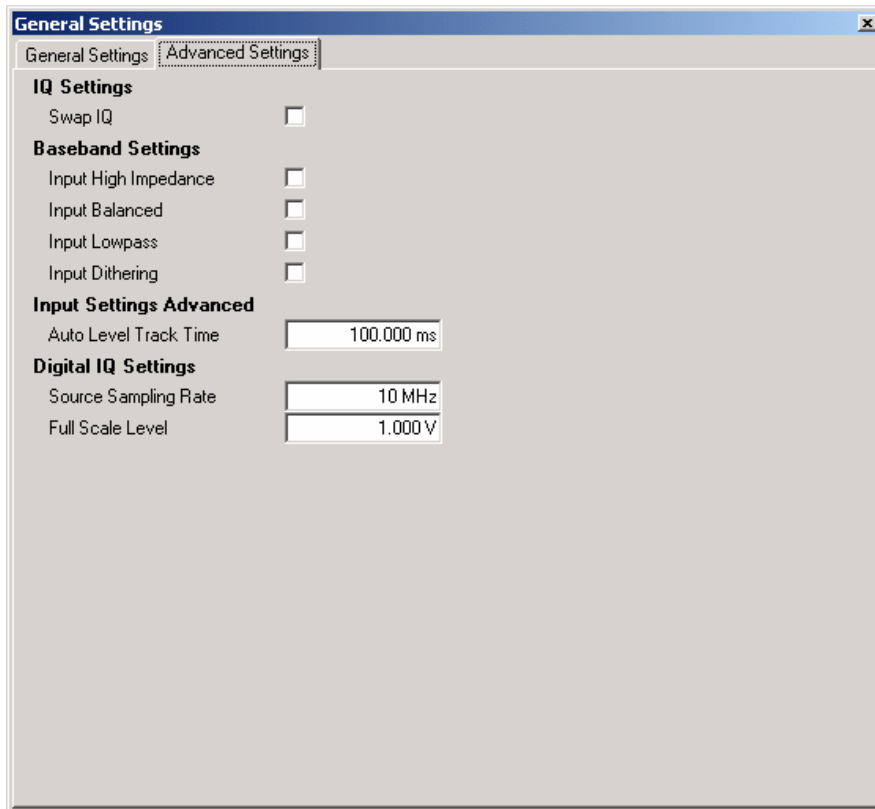 General Settings
General Settings Advanced Settings
IQ Settings
Swap IQ
Baseband Settings
Input High Impedance
Input Balanced
Input Lowpass
Input Dithering
Input Settings Advanced
Auto Level Track Time 100.000 ms
Digital IQ Settings
Source Sampling Rate 10 MHz
Full Scale Level 1.000 V